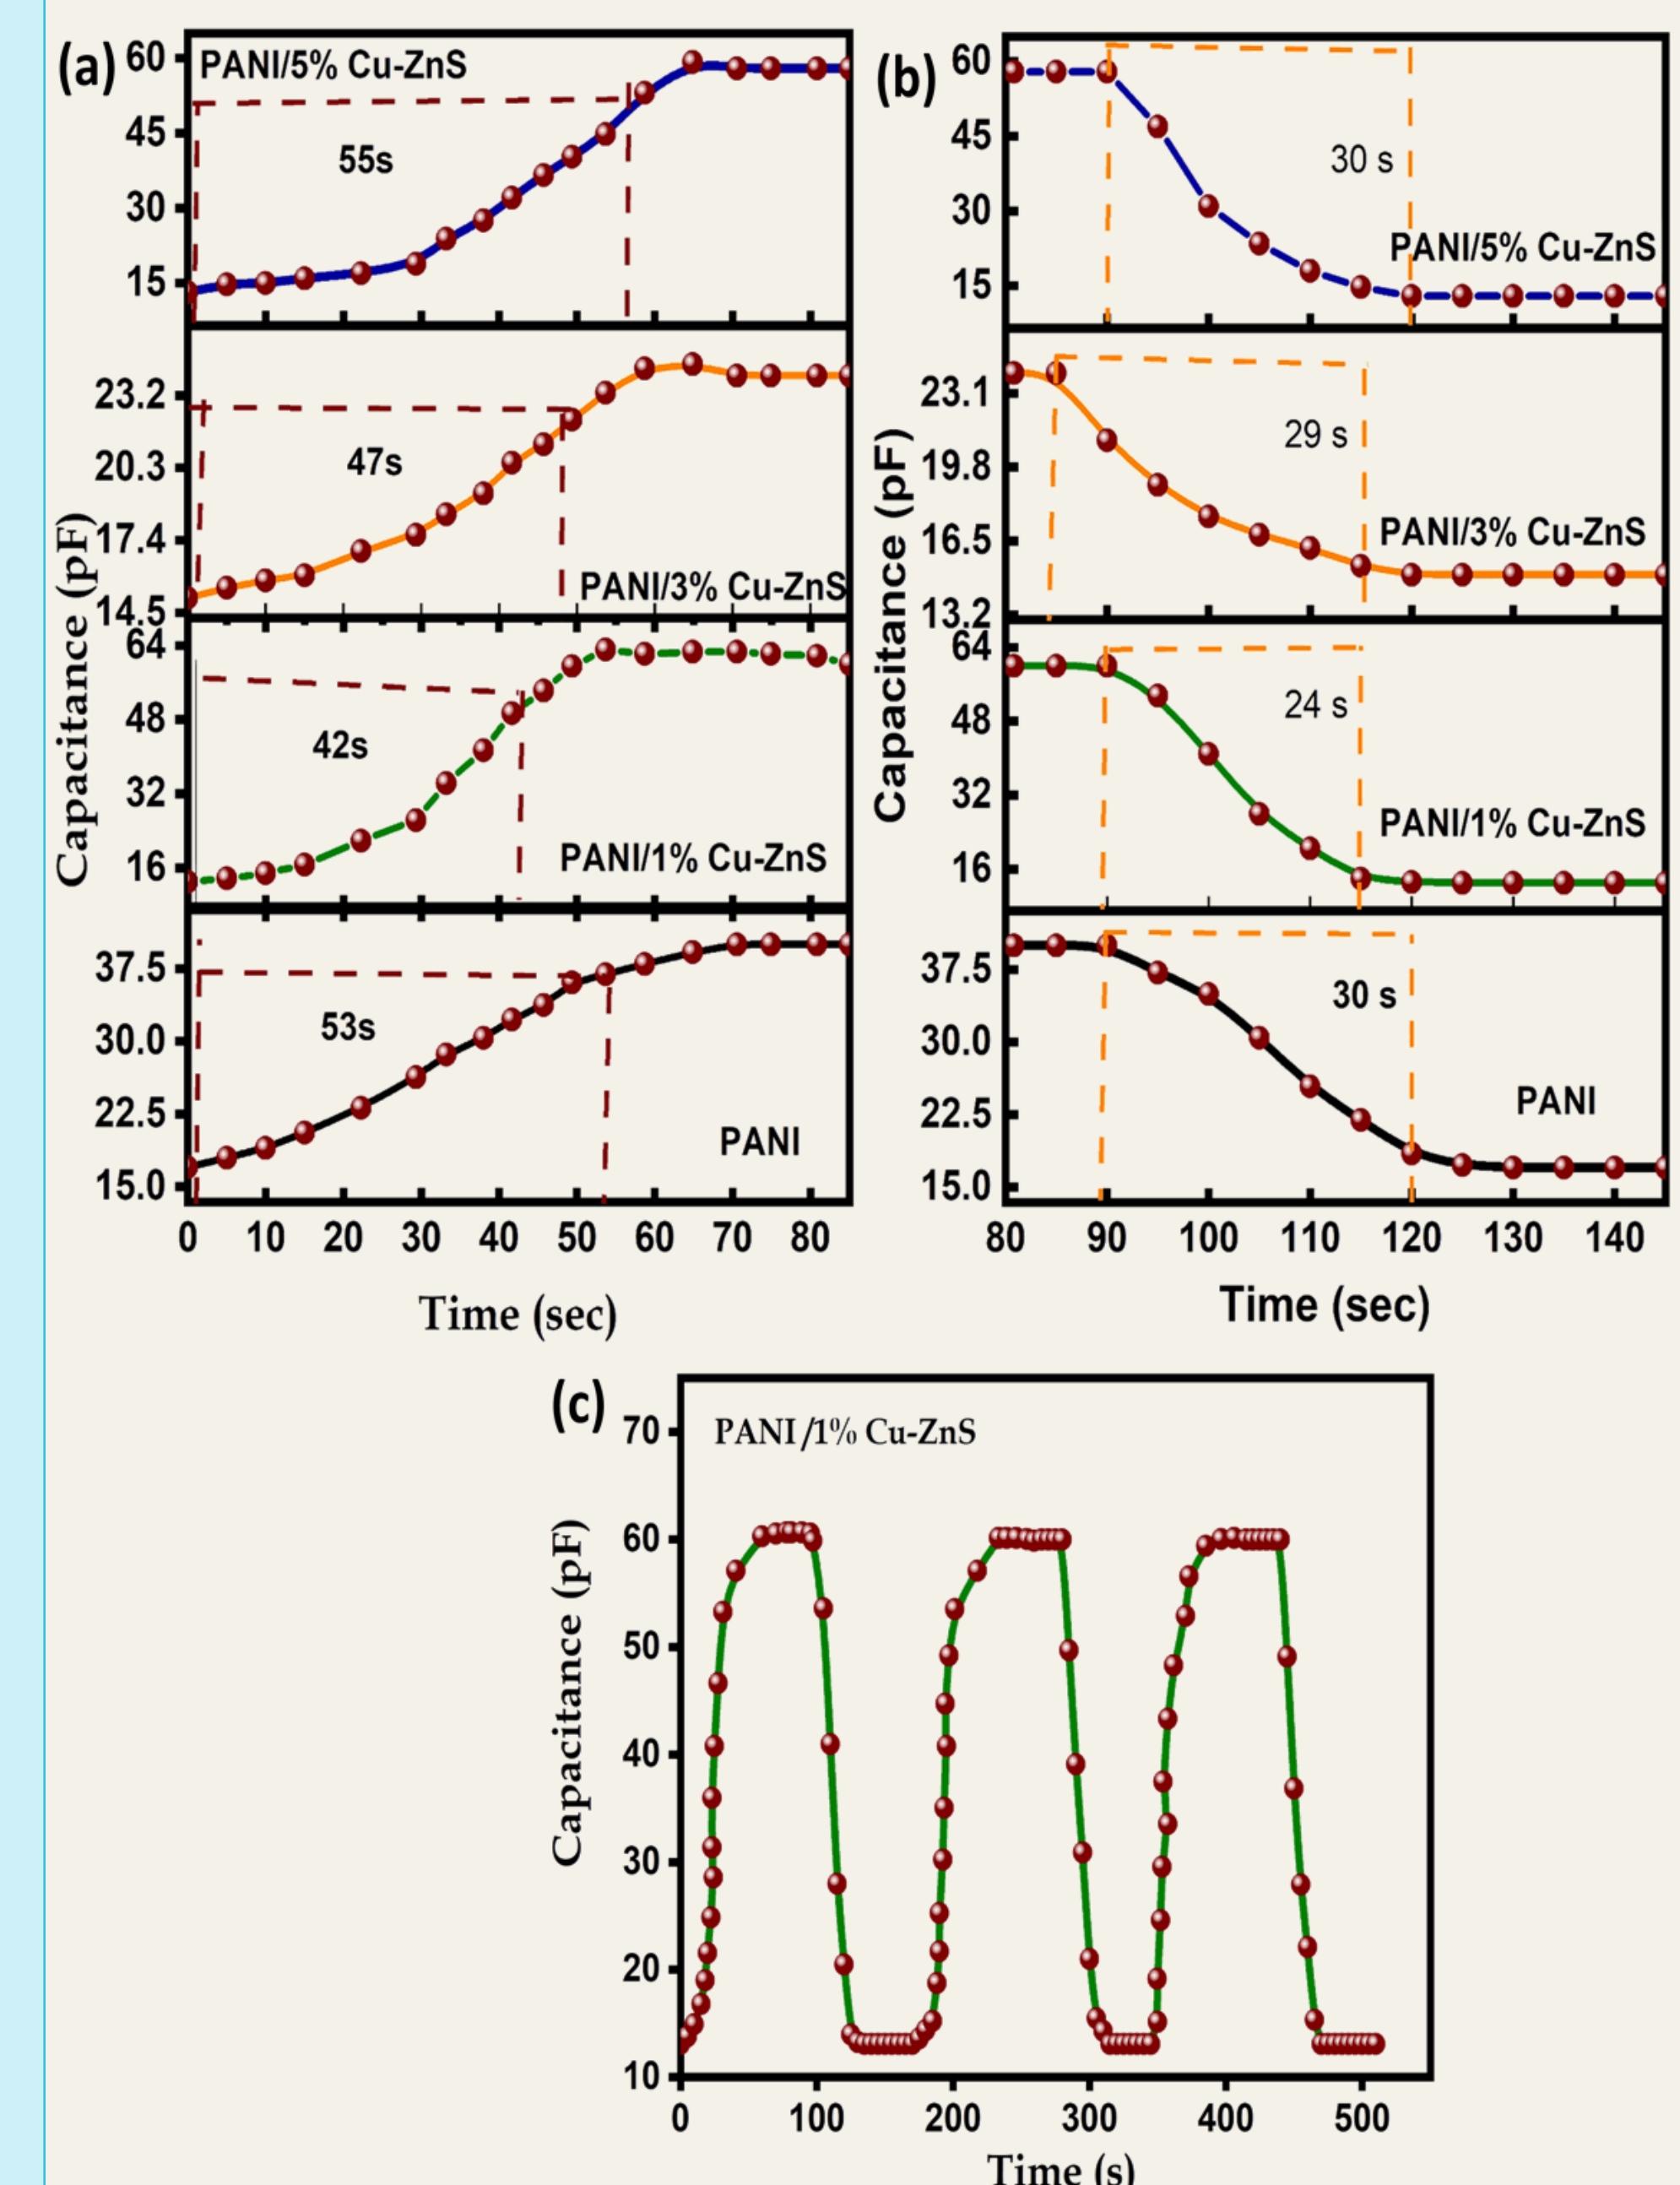 (a)
60
PANI/5% Cu-ZnS
45
55s
30
15
23.2
20.3
47s
17.4
PANI/3% Cu-ZnS
14.5
64
48
42s
32
PANI/1% Cu-ZnS
16
37.5
30.0
53s
22.5
PANI
15.0
Capacitance (pF)
0 10 20 30 40 50 60 70 80
Time (sec)
(b)
60
45
30 s
30
PANI/5% Cu-ZnS
15
23.1
29 s
19.8
16.5
PANI/3% Cu-ZnS
13.2
64
48
24 s
32
PANI/1% Cu-ZnS
16
37.5
30 s
30.0
22.5
PANI
15.0
Capacitance (pF)
80 90 100 110 120 130 140
Time (sec)
(c)
70
PANI/1% Cu-ZnS
60
50
40
30
20
10
Capacitance (pF)
0 100 200 300 400 500
Time (s)